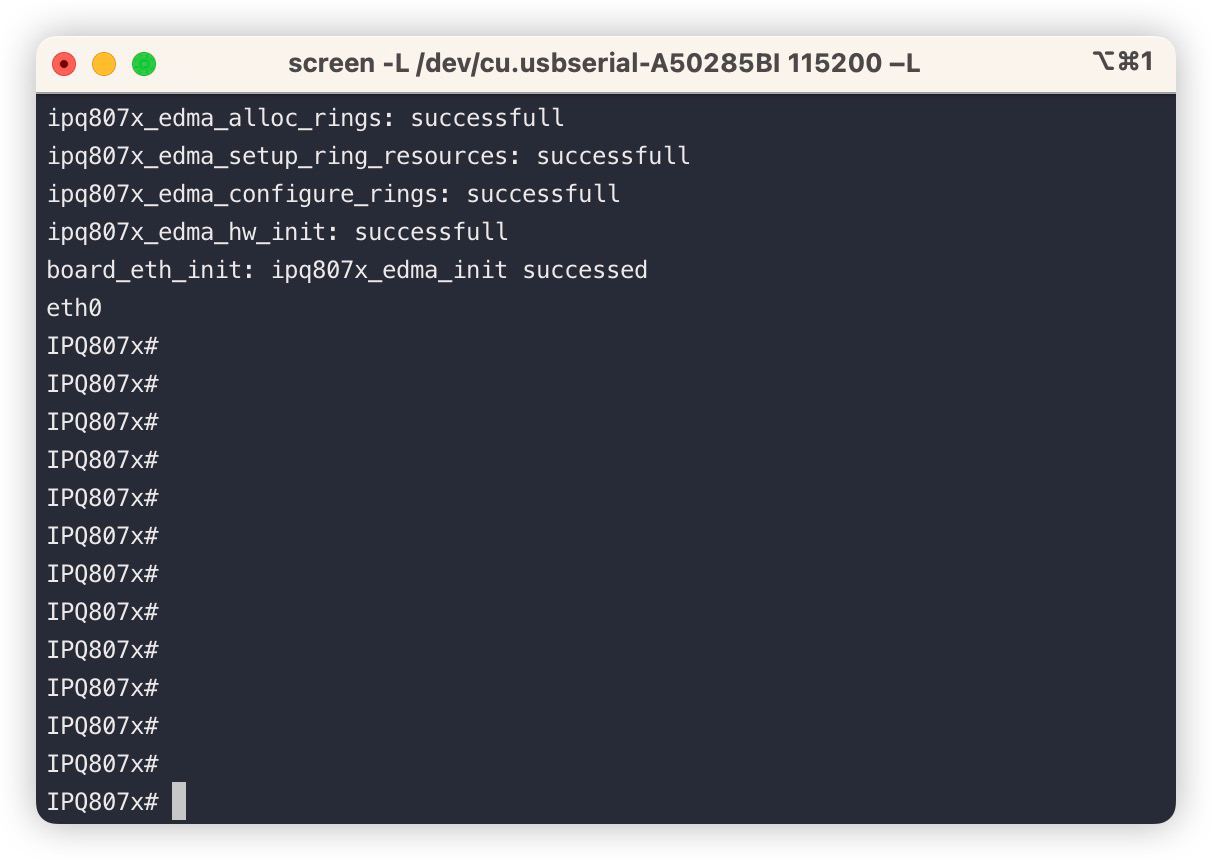 screen -L /dev/cu.usbserial-A50285BI 115200 –L
⌥⌘1
ipq807x_edma_alloc_rings: successfull
ipq807x_edma_setup_ring_resources: successfull
ipq807x_edma_configure_rings: successfull
ipq807x_edma_hw_init: successfull
board_eth_init: ipq807x_edma_init successed
eth0
IPQ807x#
IPQ807x#
IPQ807x#
IPQ807x#
IPQ807x#
IPQ807x#
IPQ807x#
IPQ807x#
IPQ807x#
IPQ807x#
IPQ807x#
IPQ807x#
IPQ807x#